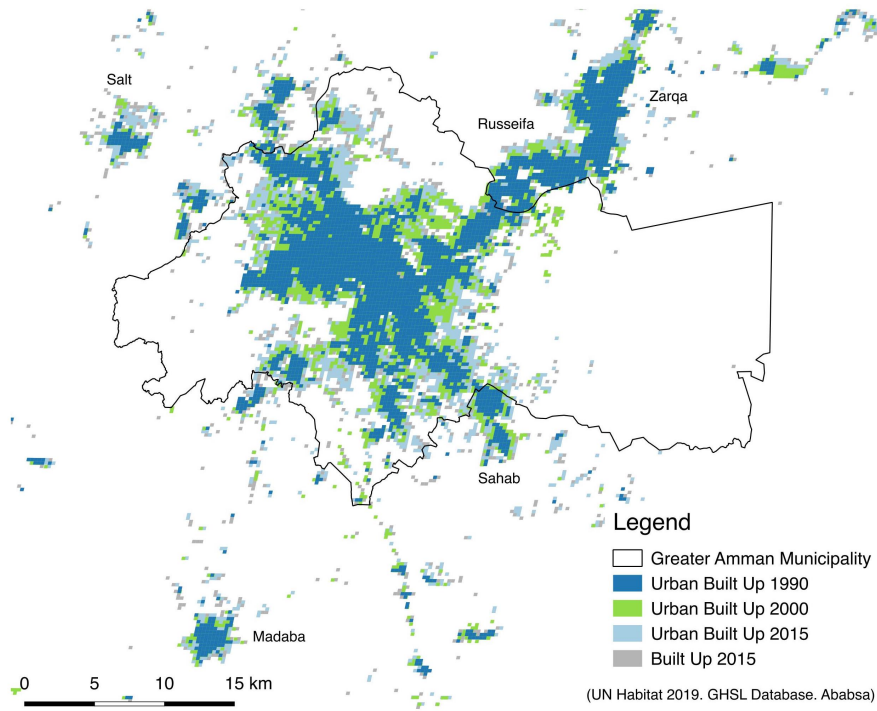 Salt
Zarqa
Russeifa
Sahab
Madaba
Legend
Greater Amman Municipality
Urban Built Up 1990
Urban Built Up 2000
Urban Built Up 2015
Built Up 2015
0 5 10 15 km
(UN Habitat 2019. GHSL Database. Ababsa)